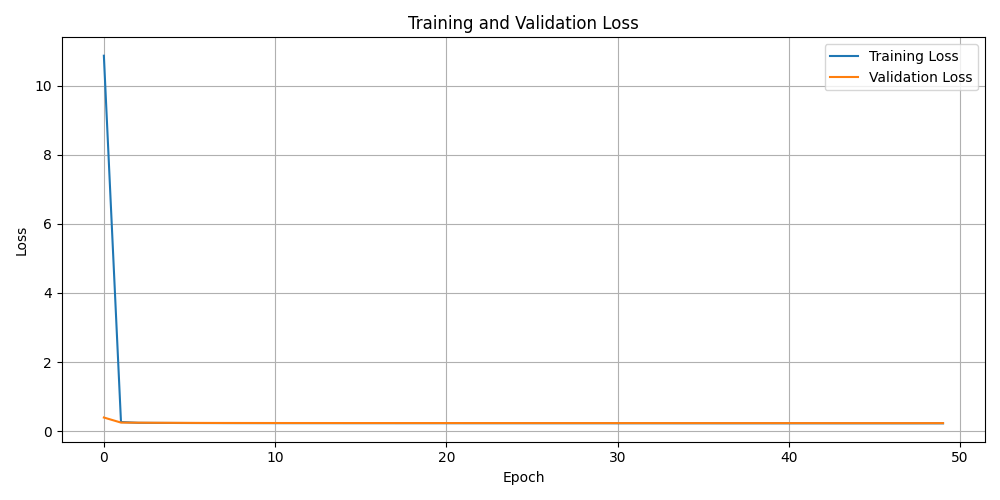 Training and Validation Loss
Training Loss
Validation Loss
Loss
10
8
6
4
2
0
0 10 20 30 40 50
Epoch